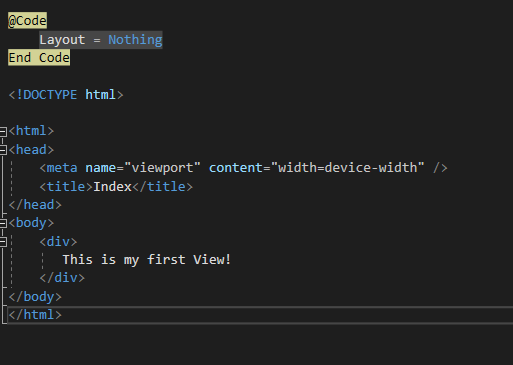 @Code
    Layout = Nothing
End Code

<!DOCTYPE html>

<html>
<head>
    <meta name="viewport" content="width=device-width" />
    <title>Index</title>
</head>
<body>
    <div>
       This is my first View!
    </div>
</body>
</html>